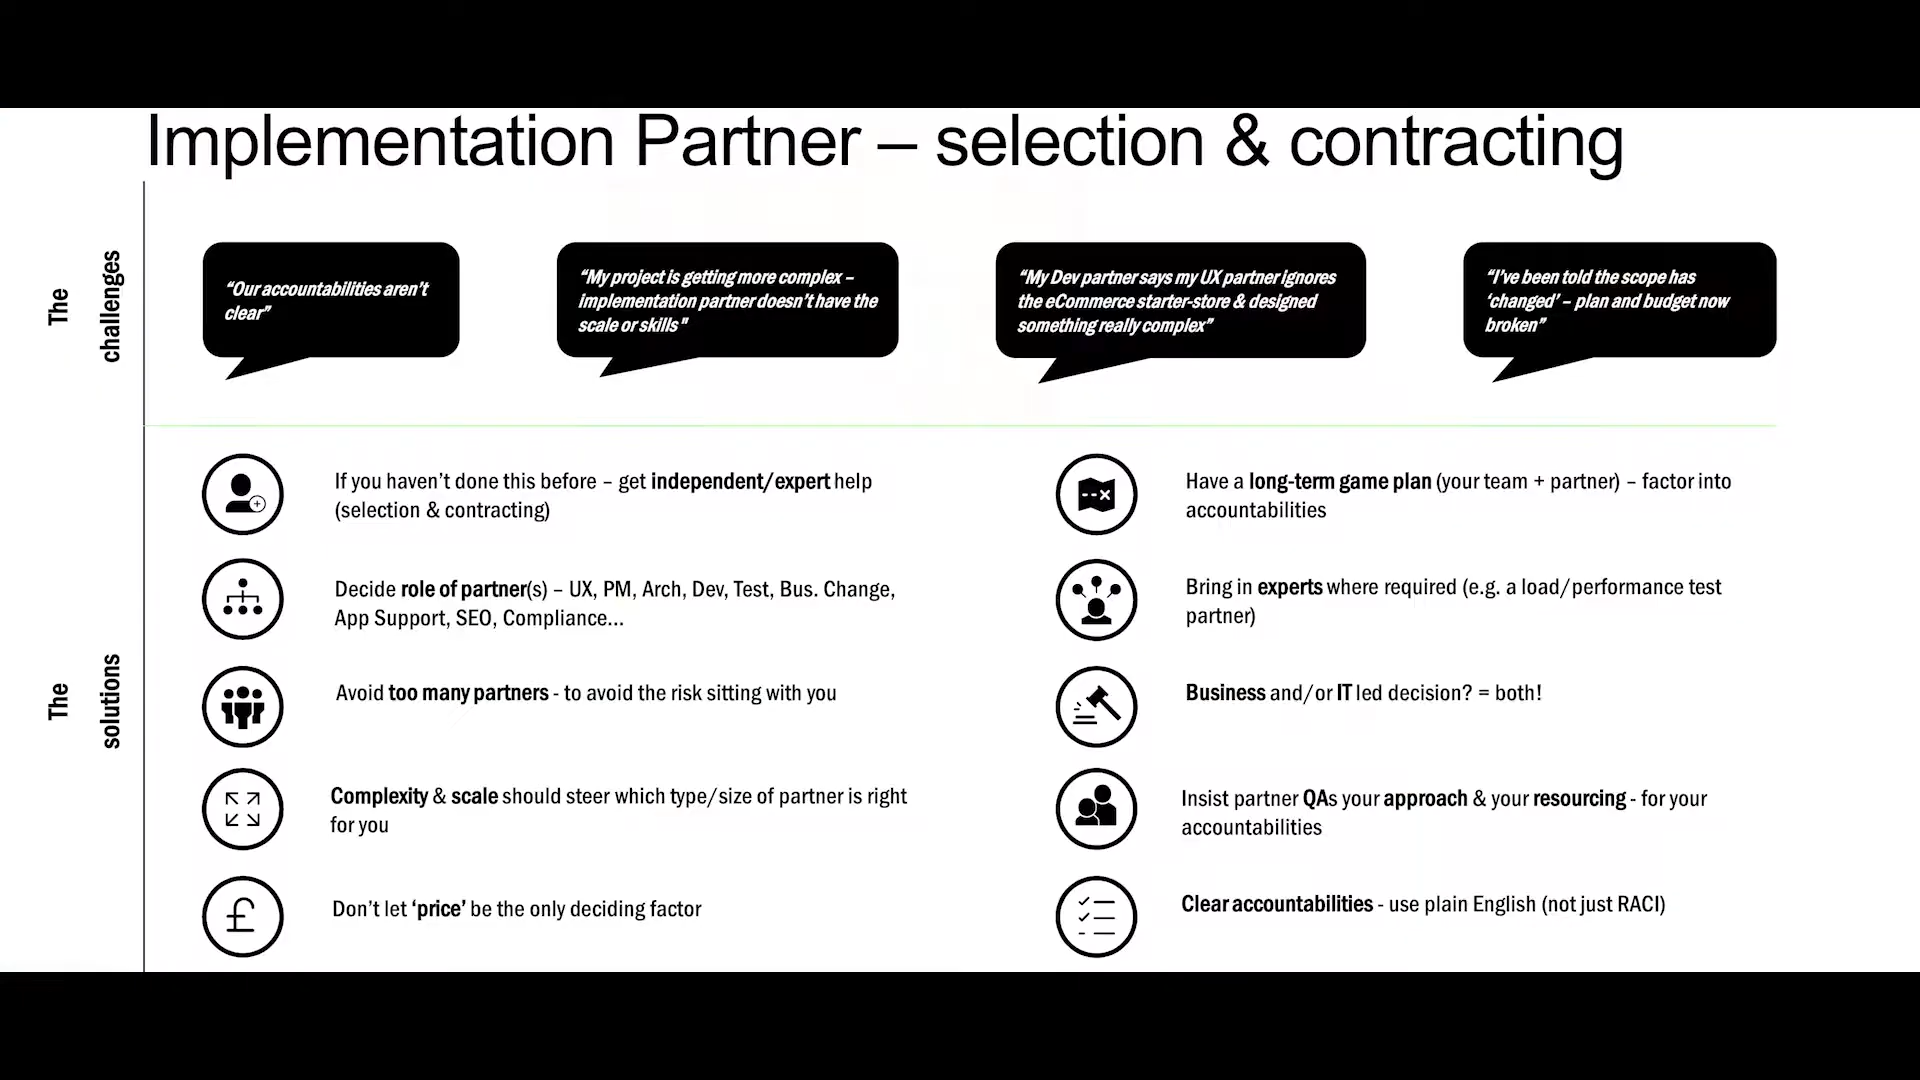 Implementation Partner – selection & contracting
The
challenges
“Our accountabilities aren’t
clear”
“My project is getting more complex –
implementation partner doesn’t have the
scale or skills"
“My Dev partner says my UX partner ignores
the eCommerce starter-store & designed
something really complex”
“I’ve been told the scope has
‘changed’ – plan and budget now
broken”
The
solutions
If you haven’t done this before – get independent/expert help
(selection & contracting)
Decide role of partner(s) – UX, PM, Arch, Dev, Test, Bus. Change,
App Support, SEO, Compliance...
Avoid too many partners - to avoid the risk sitting with you
Complexity & scale should steer which type/size of partner is right
for you
£
Don’t let ‘price’ be the only deciding factor
Have a long-term game plan (your team + partner) – factor into
accountabilities
Bring in experts where required (e.g. a load/performance test
partner)
Business and/or IT led decision? = both!
Insist partner QAs your approach & your resourcing - for your
accountabilities
Clear accountabilities - use plain English (not just RACI)